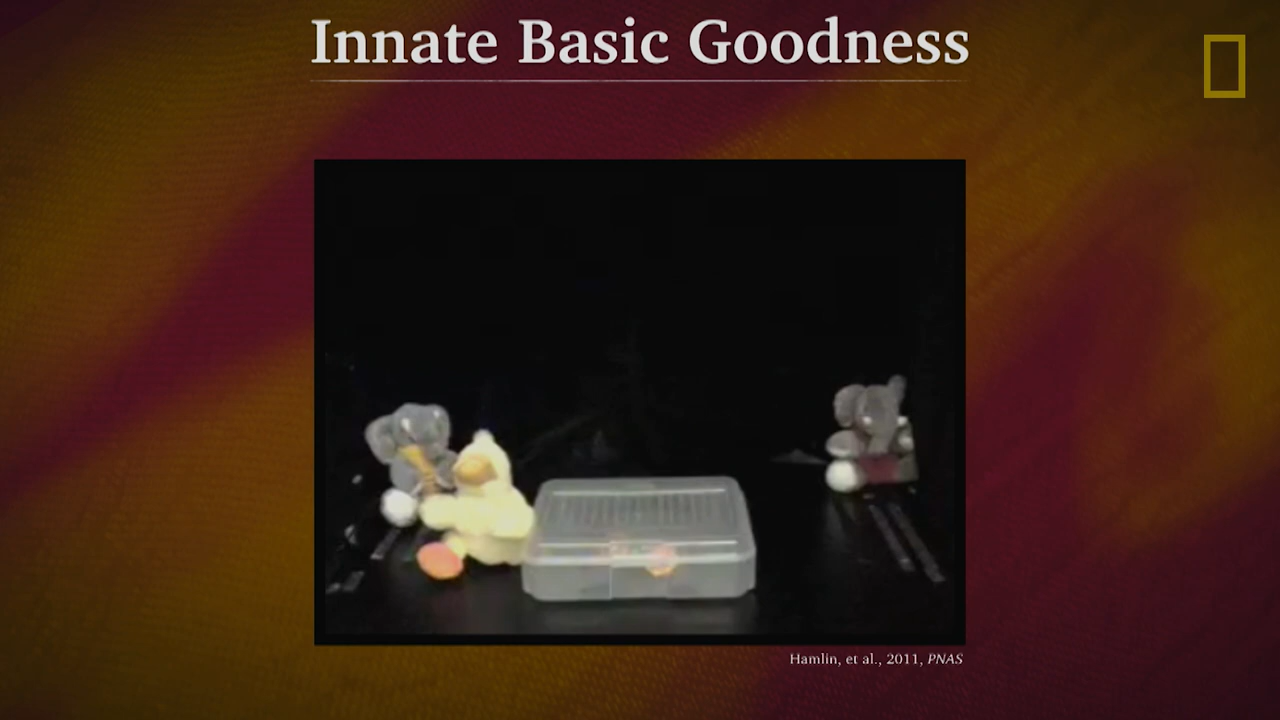 Innate Basic Goodness
Hamlin, et al., 2011, PNAS